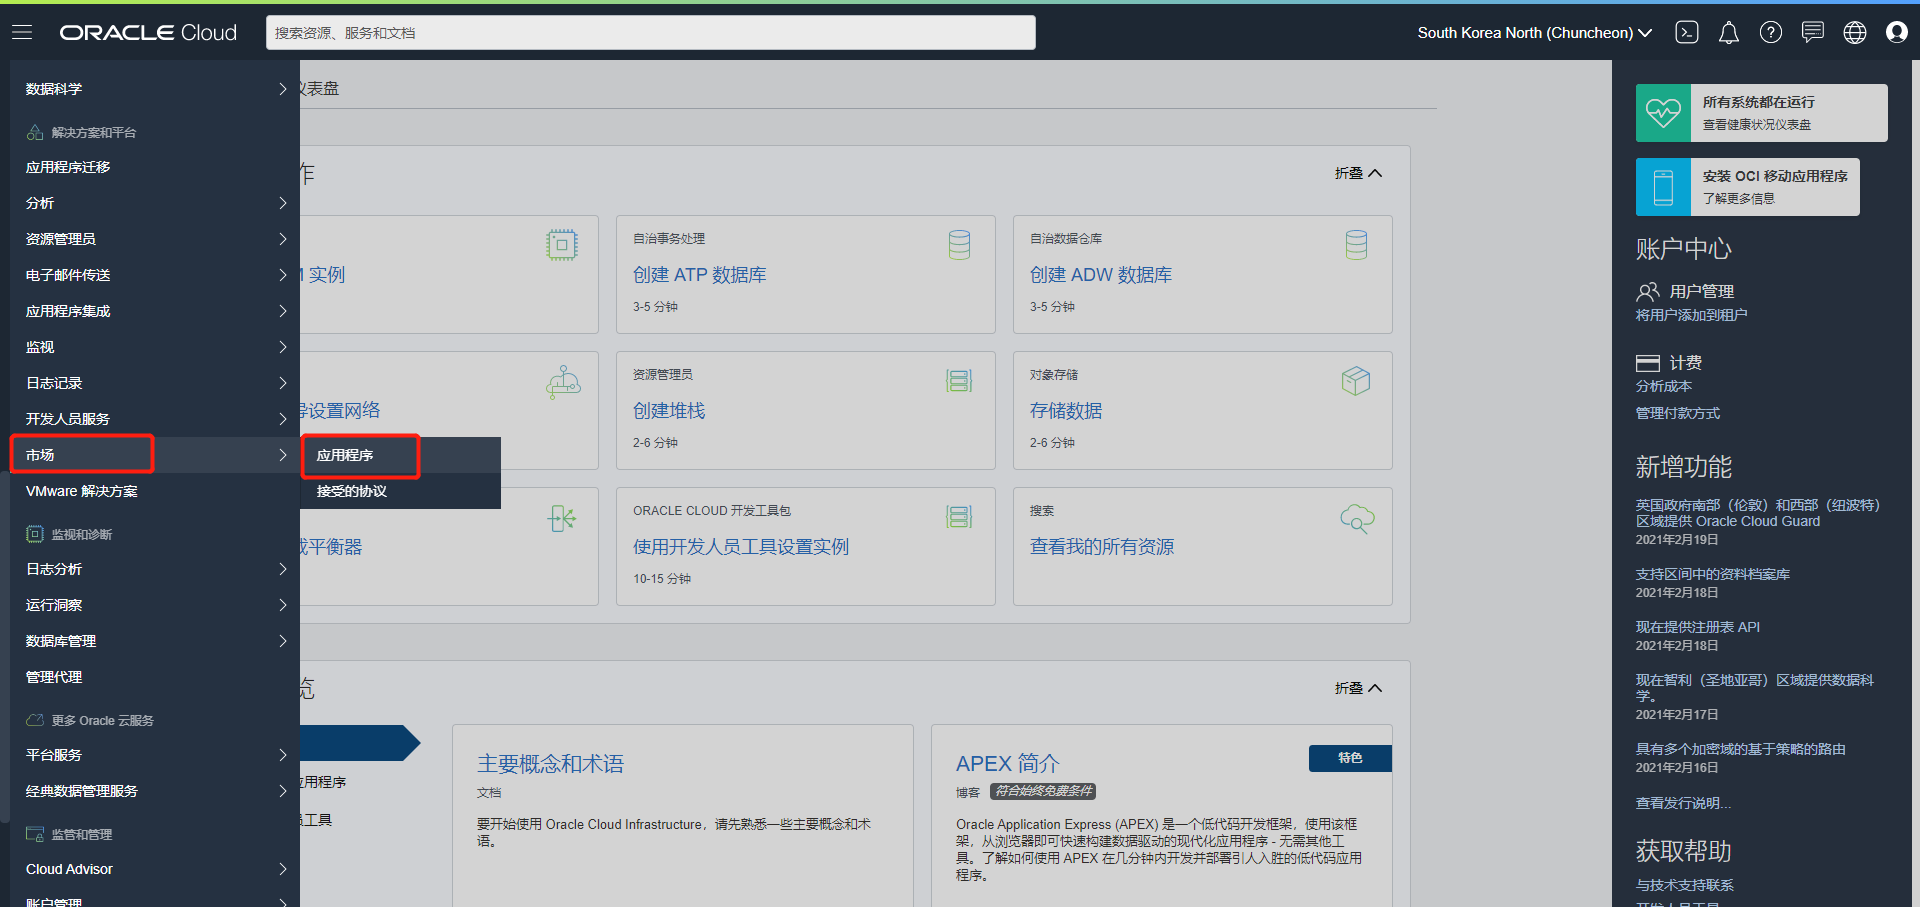 ORACLE Cloud
搜索资源、服务和文档
South Korea North (Chuncheon)
数据科学
解决方案和平台
应用程序迁移
分析
资源管理员
电子邮件传送
应用程序集成
监视
日志记录
开发人员服务
市场
应用程序
接受的协议
VMware 解决方案
监视和诊断
日志分析
运行洞察
数据库管理
管理代理
更多 Oracle 云服务
平台服务
经典数据管理服务
监管和管理
Cloud Advisor
账户管理
仪表盘
作
折叠
实例
自治事务处理
创建 ATP 数据库
3-5 分钟
自治数据仓库
创建 ADW 数据库
3-5 分钟
设置网络
资源管理员
创建堆栈
2-6 分钟
对象存储
存储数据
2-6 分钟
平衡器
ORACLE CLOUD 开发工具包
使用开发人员工具设置实例
10-15 分钟
搜索
查看我的所有资源
览
折叠
应用程序
工具
主要概念和术语
文档
要开始使用 Oracle Cloud Infrastructure，请先熟悉一些主要概念和术
语。
特色
APEX 简介
博客 符合始终免费条件
Oracle Application Express (APEX) 是一个低代码开发框架，使用该框
架，从浏览器即可快速构建数据驱动的现代化应用程序 - 无需其他工
具。了解如何使用 APEX 在几分钟内开发并部署引人入胜的低代码应用
程序。
所有系统都在运行
查看健康状况仪表盘
安装 OCI 移动应用程序
了解更多信息
账户中心
用户管理
将用户添加到租户
计费
分析成本
管理付款方式
新增功能
英国政府南部（伦敦）和西部（纽波特）
区域提供 Oracle Cloud Guard
2021年2月19日
支持区间中的资料档案库
2021年2月18日
现在提供注册表 API
2021年2月18日
现在智利（圣地亚哥）区域提供数据科
学。
2021年2月17日
具有多个加密域的基于策略的路由
2021年2月16日
查看发行说明...
获取帮助
与技术支持联系
开发人员工具